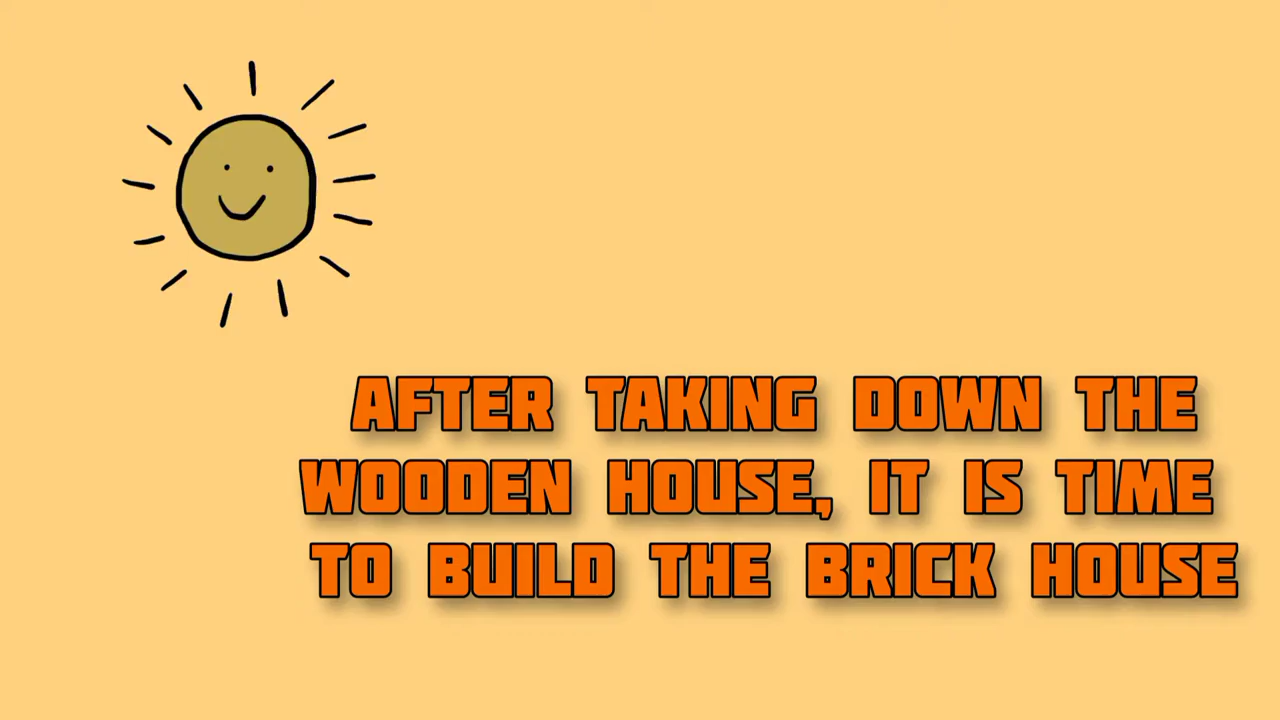 AFTER TAKING DOWN THE
WOODEN HOUSE, IT IS TIME
TO BUILD THE BRICK HOUSE